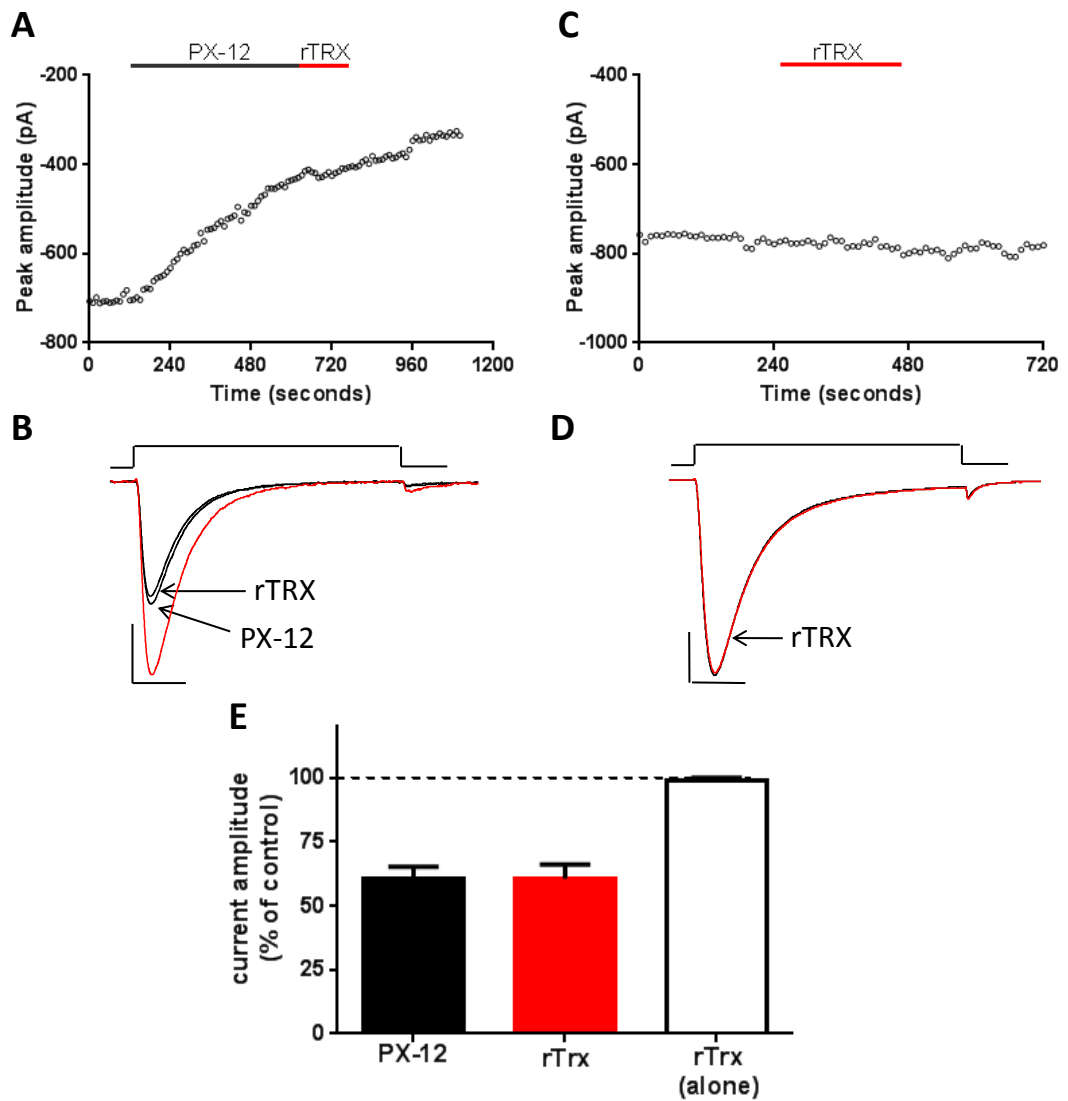 A
PX-12 rTRX
Peak amplitude (pA)
-200
-400
-600
-800
0 240 480 720 960 1200
Time (seconds)
C
rTRX
Peak amplitude (pA)
-400
-600
-800
-1000
0 240 480 720
Time (seconds)
B
rTRX
PX-12
D
rTRX
E
current amplitude
(% of control)
100
75
50
25
0
PX-12 rTrx rTrx
(alone)